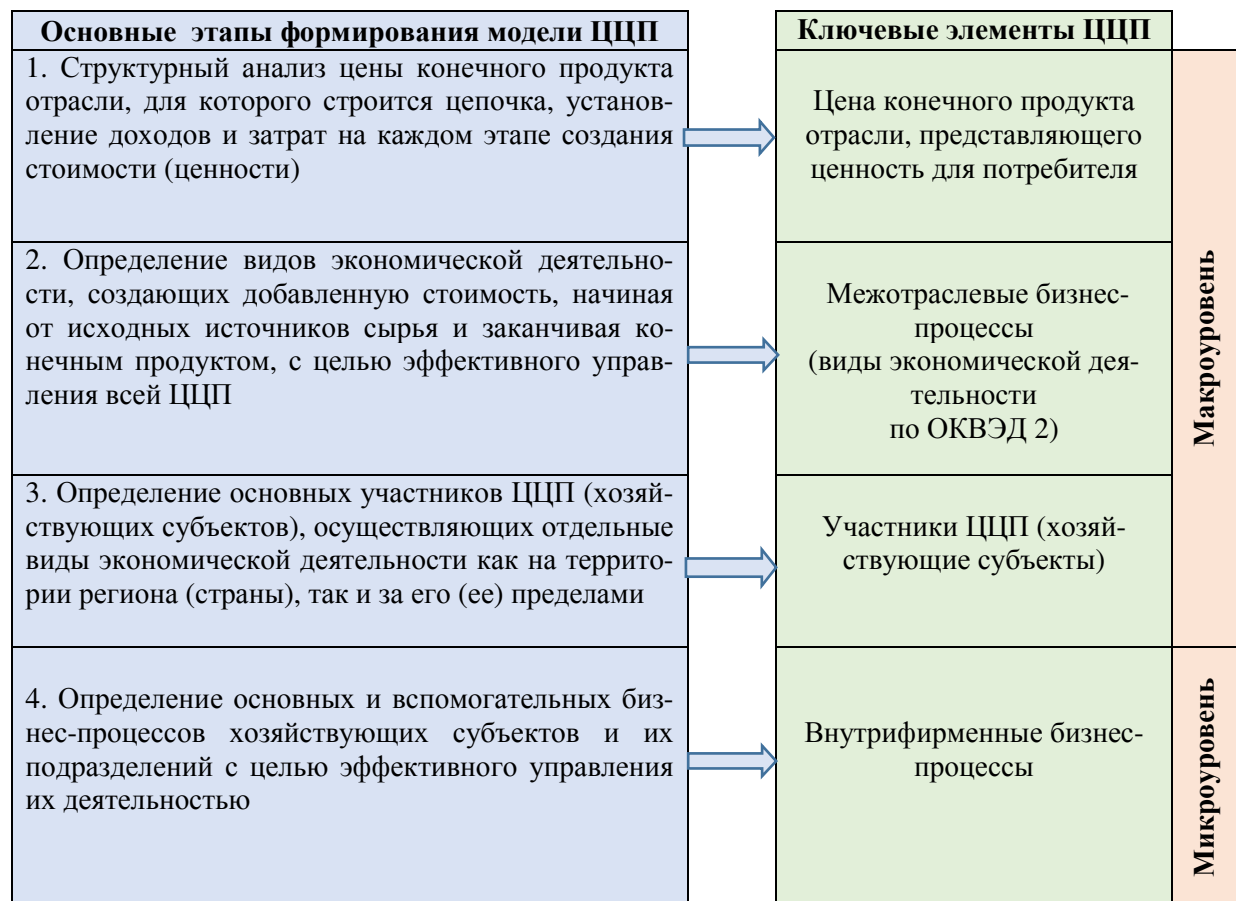 Основные этапы формирования модели ЦЦП
1. Структурный анализ цены конечного продукта
отрасли, для которого строится цепочка, установ-
ление доходов и затрат на каждом этапе создания
стоимости (ценности)
2. Определение видов экономической деятельно-
сти, создающих добавленную стоимость, начиная
от исходных источников сырья и заканчивая ко-
нечным продуктом, с целью эффективного управ-
ления всей ЦЦП
3. Определение основных участников ЦЦП (хозяй-
ствующих субъектов), осуществляющих отдельные
виды экономической деятельности как на террито-
рии региона (страны), так и за его (ее) пределами
4. Определение основных и вспомогательных биз-
нес-процессов хозяйствующих субъектов и их
подразделений с целью эффективного управления
их деятельностью
Ключевые элементы ЦЦП
Цена конечного продукта
отрасли, представляющего
ценность для потребителя
Межотраслевые бизнес-
процессы
(виды экономической дея-
тельности
по ОКВЭД 2)
Участники ЦЦП (хозяй-
ствующие субъекты)
Внутрифирменные бизнес-
процессы
Макроуровень
Микроуровень